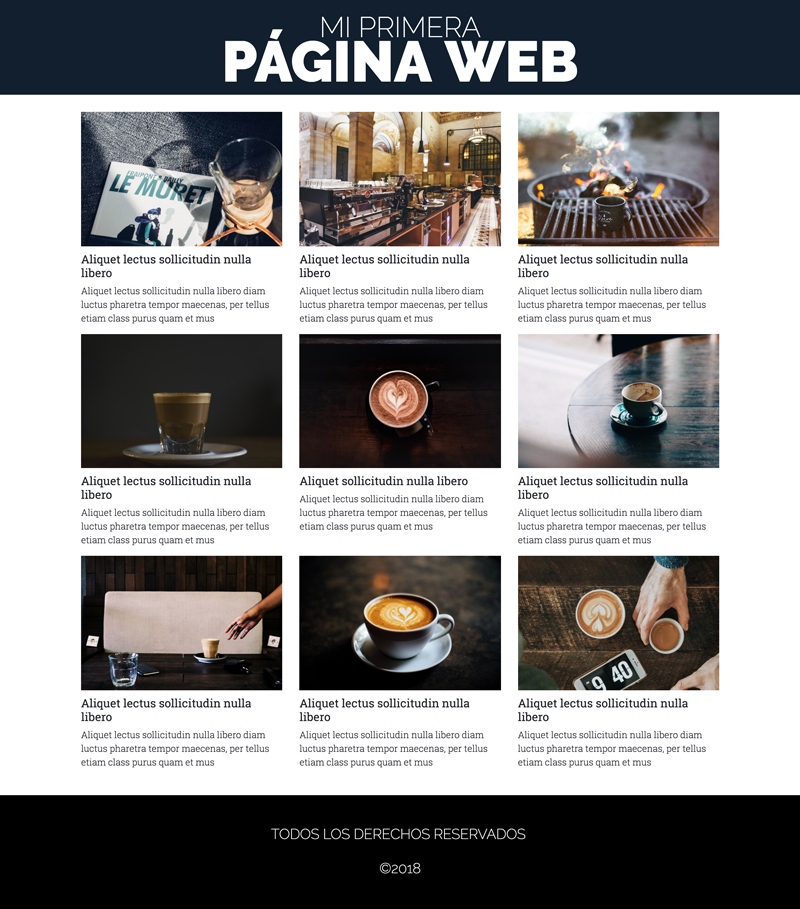 MI PRIMERA
PÁGINA WEB
FRAIPONT & BAILLY
LE MURET
Aliquet lectus sollicitudin nulla
libero
Aliquet lectus sollicitudin nulla libero diam
luctus pharetra tempor maecenas, per tellus
etiam class purus quam et mus
Aliquet lectus sollicitudin nulla
libero
Aliquet lectus sollicitudin nulla libero diam
luctus pharetra tempor maecenas, per tellus
etiam class purus quam et mus
Aliquet lectus sollicitudin nulla
libero
Aliquet lectus sollicitudin nulla libero diam
luctus pharetra tempor maecenas, per tellus
etiam class purus quam et mus
Aliquet lectus sollicitudin nulla
libero
Aliquet lectus sollicitudin nulla libero diam
luctus pharetra tempor maecenas, per tellus
etiam class purus quam et mus
Aliquet sollicitudin nulla libero
Aliquet lectus sollicitudin nulla libero diam
luctus pharetra tempor maecenas, per tellus
etiam class purus quam et mus
Aliquet lectus sollicitudin nulla
libero
Aliquet lectus sollicitudin nulla libero diam
luctus pharetra tempor maecenas, per tellus
etiam class purus quam et mus
9 40
Aliquet lectus sollicitudin nulla
libero
Aliquet lectus sollicitudin nulla libero diam
luctus pharetra tempor maecenas, per tellus
etiam class purus quam et mus
Aliquet lectus sollicitudin nulla
libero
Aliquet lectus sollicitudin nulla libero diam
luctus pharetra tempor maecenas, per tellus
etiam class purus quam et mus
Aliquet lectus sollicitudin nulla
libero
Aliquet lectus sollicitudin nulla libero diam
luctus pharetra tempor maecenas, per tellus
etiam class purus quam et mus
TODOS LOS DERECHOS RESERVADOS
©2018